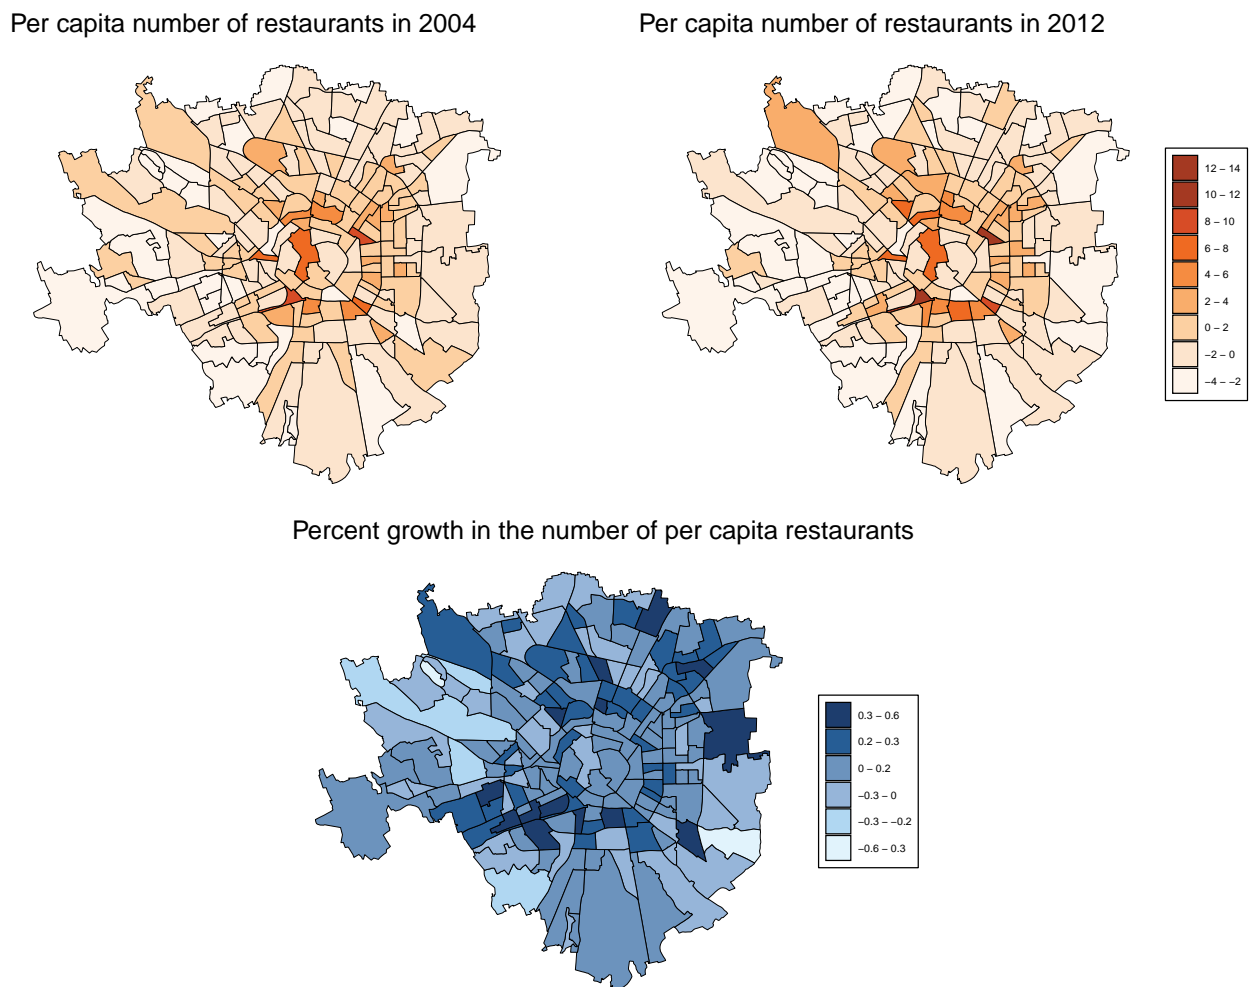 Per capita number of restaurants in 2004
Per capita number of restaurants in 2012
12 – 14
10 – 12
8 – 10
6 – 8
4 – 6
2 – 4
0 – 2
−2 – 0
−4 – −2
Percent growth in the number of per capita restaurants
0.3 – 0.6
0.2 – 0.3
0 – 0.2
−0.3 – 0
−0.3 – −0.2
−0.6 – 0.3